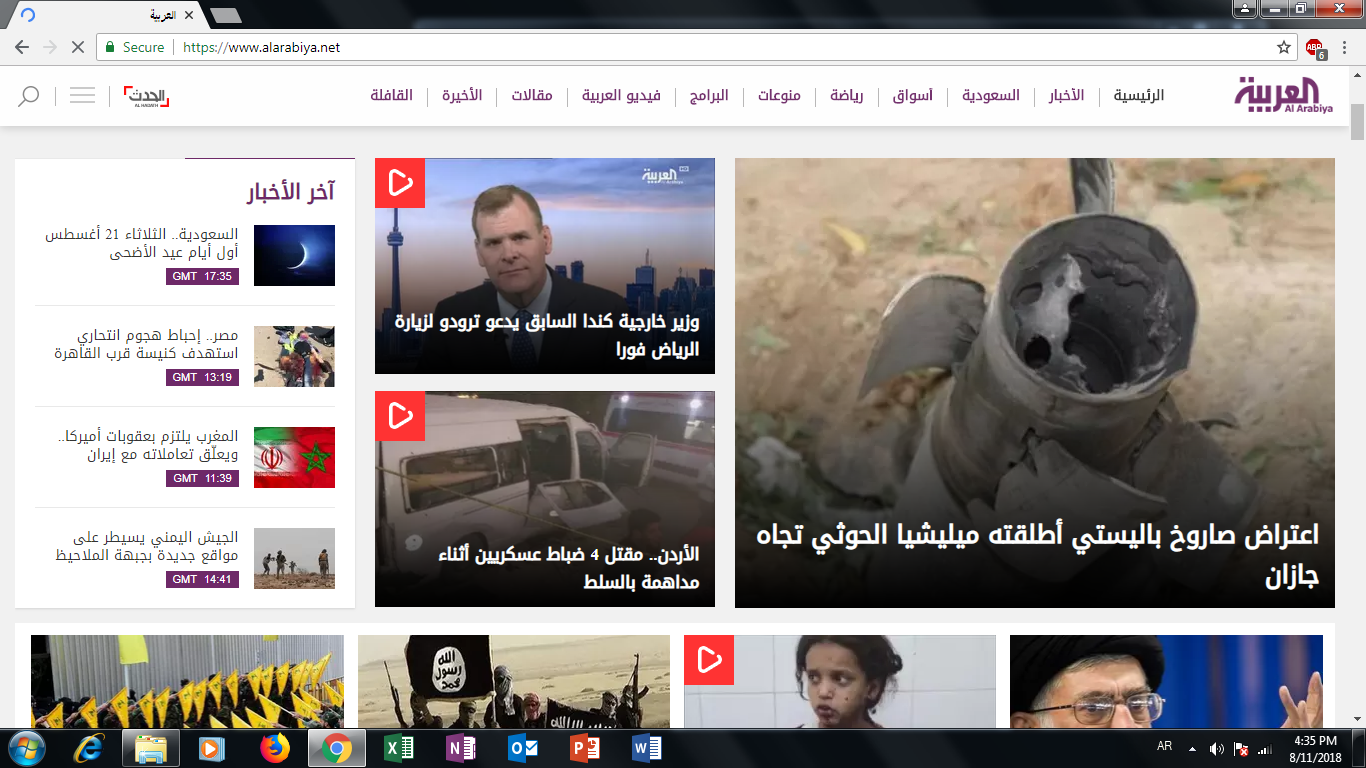 العربية
Secure
https://www.alarabiya.net
ABP
6
العربية
Al Arabiya
الرئيسية
الأخبار
السعودية
أسواق
رياضة
منوعات
البرامج
فيديو العربية
مقالات
الأخيرة
القافلة
الحدث
AL HADATH
اعتراض صاروخ باليستي أطلقته ميليشيا الحوثي تجاه
جازان
العربية
HD
Al Arabiya
وزير خارجية كندا السابق يدعو ترودو لزيارة
الرياض فورا
الأردن.. مقتل 4 ضباط عسكريين أثناء
مداهمة بالسلط
آخر الأخبار
السعودية.. الثلاثاء 21 أغسطس
أول أيام عيد الأضحى
GMT 17:35
مصر.. إحباط هجوم انتحاري
استهدف كنيسة قرب القاهرة
GMT 13:19
المغرب يلتزم بعقوبات أميركا..
ويعلّق تعاملاته مع إيران
GMT 11:39
الجيش اليمني يسيطر على
مواقع جديدة بجبهة الملاحيظ
GMT 14:41
الله
رسول
محمد
AR
4:35 PM
8/11/2018